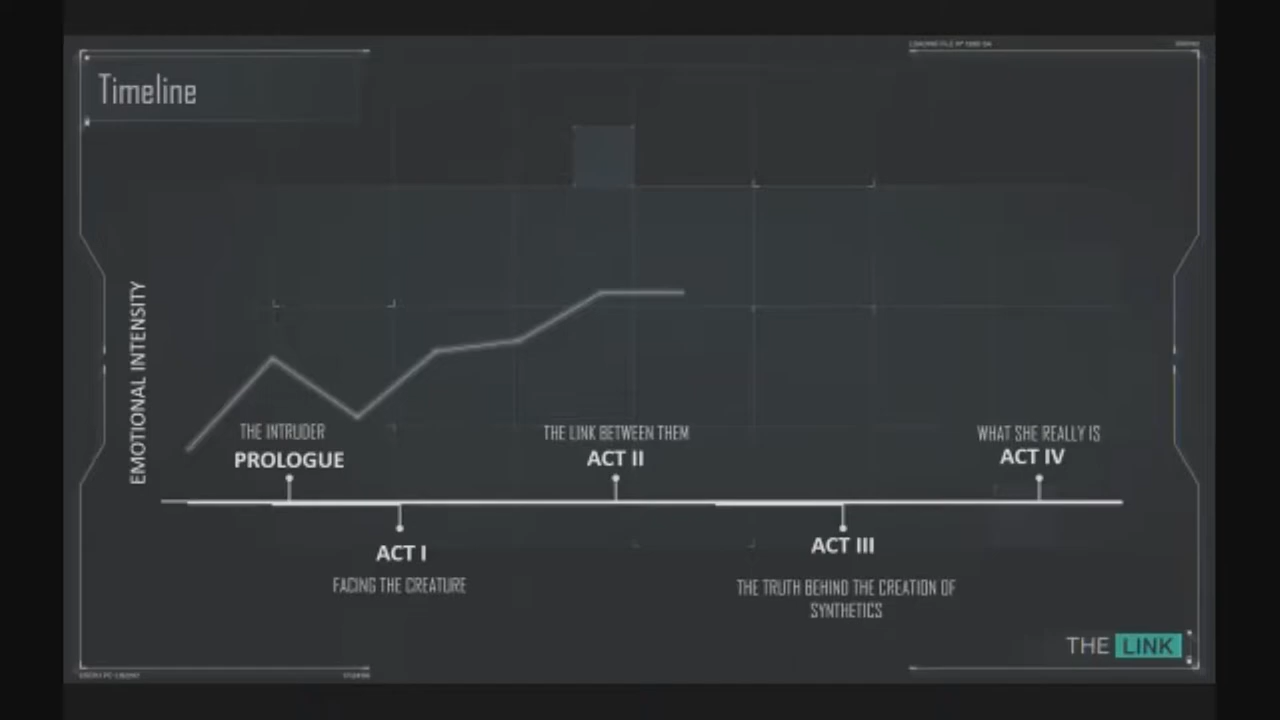 Timeline
EMOTIONAL INTENSITY
THE INTRUDER
PROLOGUE
THE LINK BETWEEN THEM
ACT II
WHAT SHE REALLY IS
ACT IV
ACT I
FACING THE CREATURE
ACT III
THE TRUTH BEHIND THE CREATION OF
SYNTHETICS
THE LINK